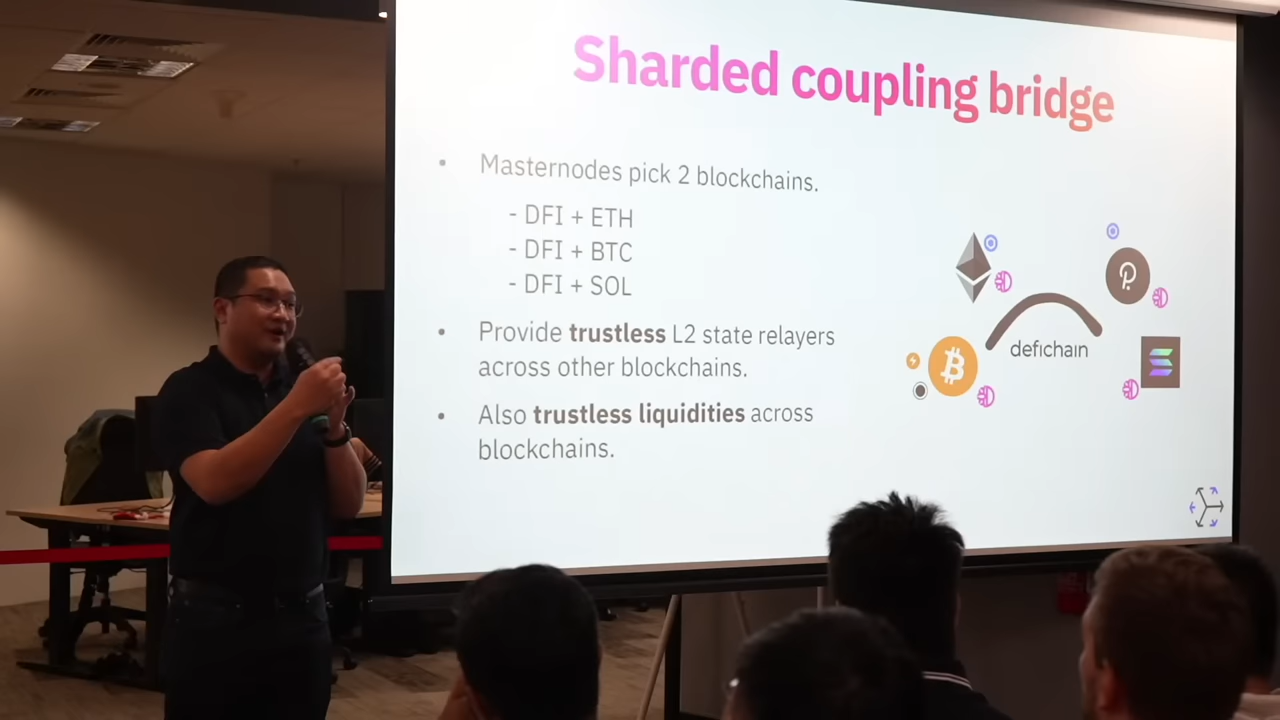 Sharded coupling bridge
• Masternodes pick 2 blockchains.
- DFI + ETH
- DFI + BTC
- DFI + SOL
• Provide trustless L2 state relayers
across other blockchains.
• Also trustless liquidities across
blockchains.
defichain